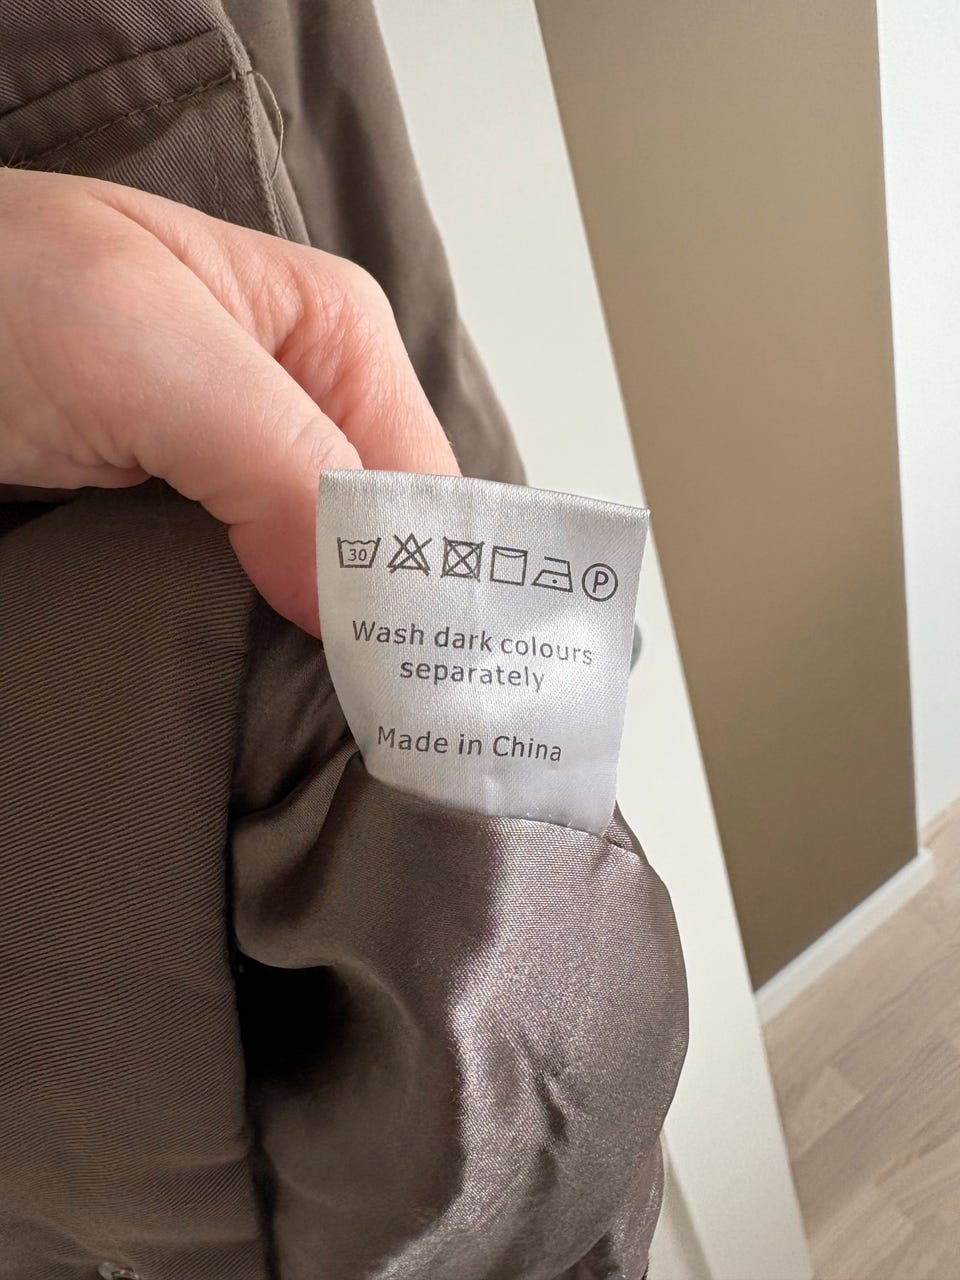 30 P
Wash dark colours
separately
Made in China